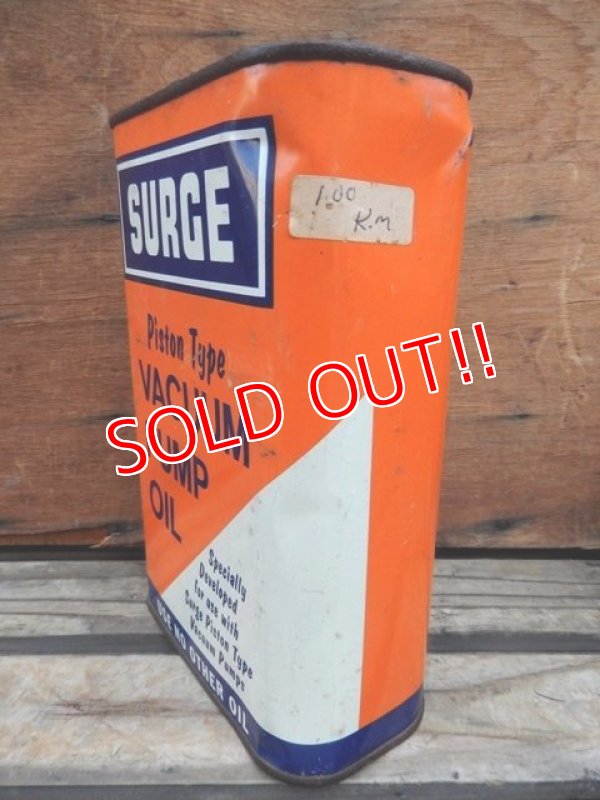 SURGE
1.00
K.m
Piston Type
VACUUM
PUMP
OIL
SOLD OUT!!
Specially
Developed
for use with
Surge Piston Type
Vacuum Pumps
USE NO OTHER OIL